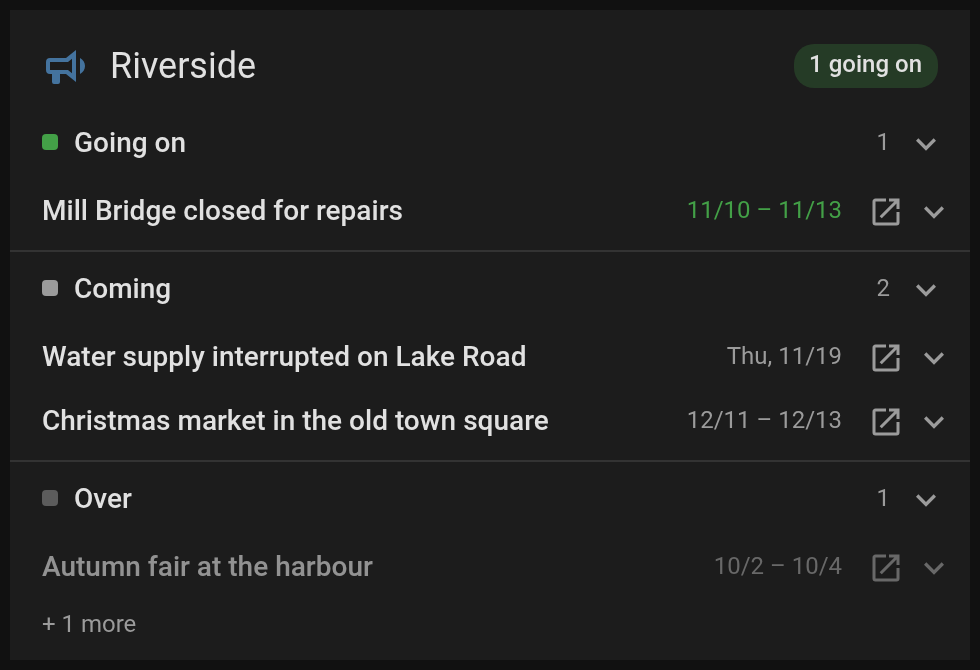 Riverside
1 going on
Going on
1
Mill Bridge closed for repairs
11/10 – 11/13
Coming
2
Water supply interrupted on Lake Road
Thu, 11/19
Christmas market in the old town square
12/11 – 12/13
Over
1
Autumn fair at the harbour
10/2 – 10/4
+ 1 more